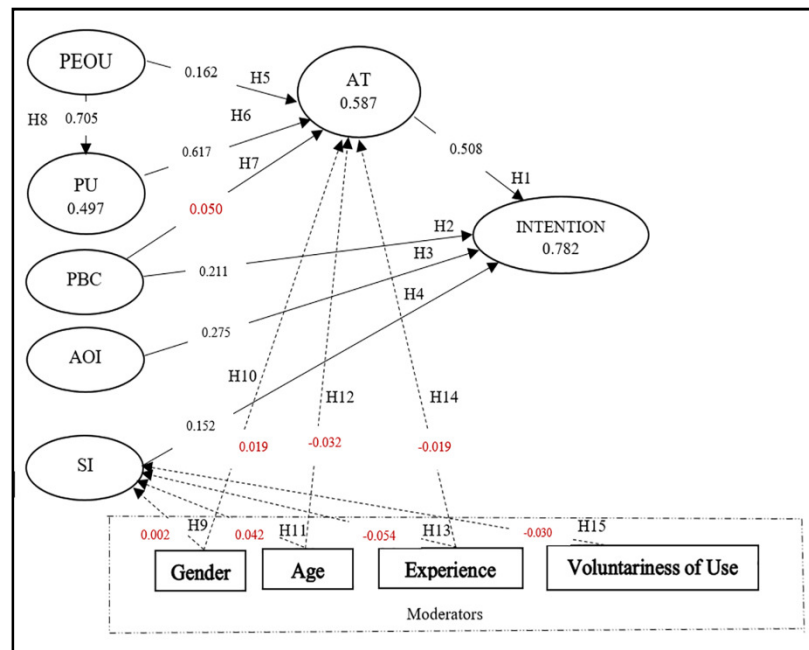 PEOU
0.162
H5
AT
0.587
H8
0.705
H6
0.617
H7
0.508
H1
PU
0.497
0.050
INTENTION
0.782
H2
PBC
0.211
H3
H4
AOI
0.275
H10
H12
H14
0.152
SI
0.019
-0.032
-0.019
0.002
H9
0.042
H11
-0.054
H13
-0.030
H15
Gender
Age
Experience
Voluntariness of Use
Moderators